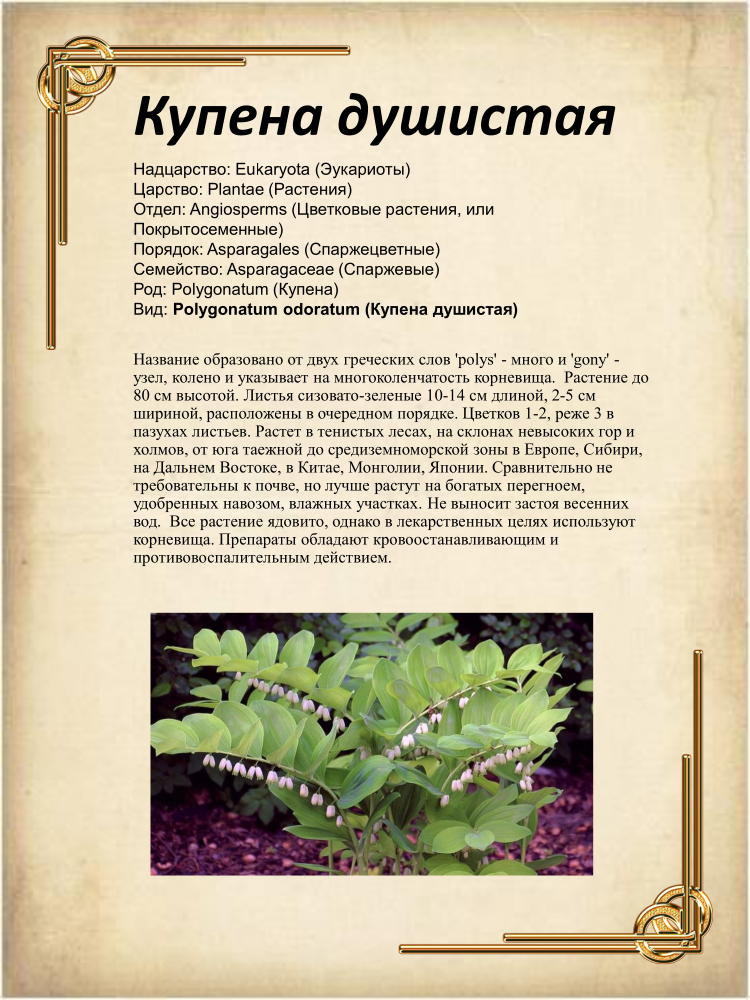 Купена душистая
Надцарство: Eukaryota (Эукариоты)
Царство: Plantae (Растения)
Отдел: Angiosperms (Цветковые растения, или
Покрытосеменные)
Порядок: Asparagales (Спаржецветные)
Семейство: Asparagaceae (Спаржевые)
Род: Polygonatum (Купена)
Вид: Polygonatum odoratum (Купена душистая)
Название образовано от двух греческих слов 'polys' - много и 'gony' -
узел, колено и указывает на многоколенчатость корневища.  Растение до
80 см высотой. Листья сизовато-зеленые 10-14 см длиной, 2-5 см
шириной, расположены в очередном порядке. Цветков 1-2, реже 3 в
пазухах листьев. Растет в тенистых лесах, на склонах невысоких гор и
холмов, от юга таежной до средиземноморской зоны в Европе, Сибири,
на Дальнем Востоке, в Китае, Монголии, Японии. Сравнительно не
требовательны к почве, но лучше растут на богатых перегноем,
удобренных навозом, влажных участках. Не выносит застоя весенних
вод.  Все растение ядовито, однако в лекарственных целях используют
корневища. Препараты обладают кровоостанавливающим и
противовоспалительным действием.